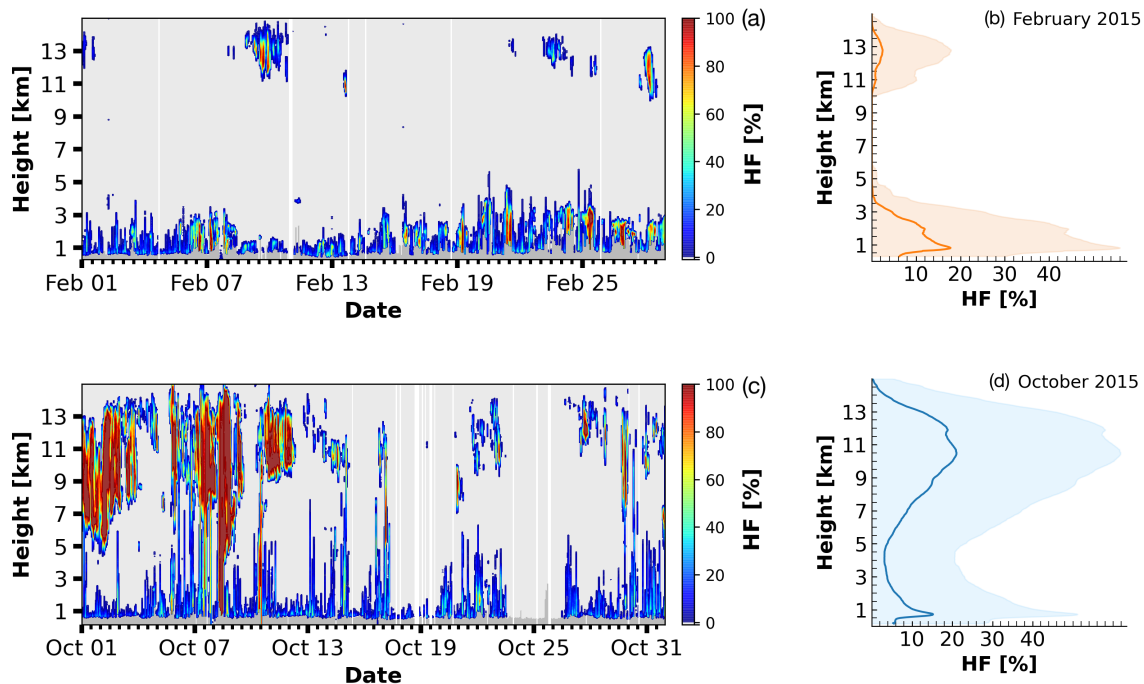 (a)
Height [km]
13
11
9
7
5
3
1
Feb 01
Feb 07
Feb 13
Feb 19
Feb 25
Date
100
80
60
40
20
0
HF [%]
(b) February 2015
Height [km]
13
11
9
7
5
3
1
10 20 30 40
HF [%]
(c)
Height [km]
13
11
9
7
5
3
1
Oct 01
Oct 07
Oct 13
Oct 19
Oct 25
Oct 31
Date
100
80
60
40
20
0
HF [%]
(d) October 2015
Height [km]
13
11
9
7
5
3
1
10 20 30 40
HF [%]